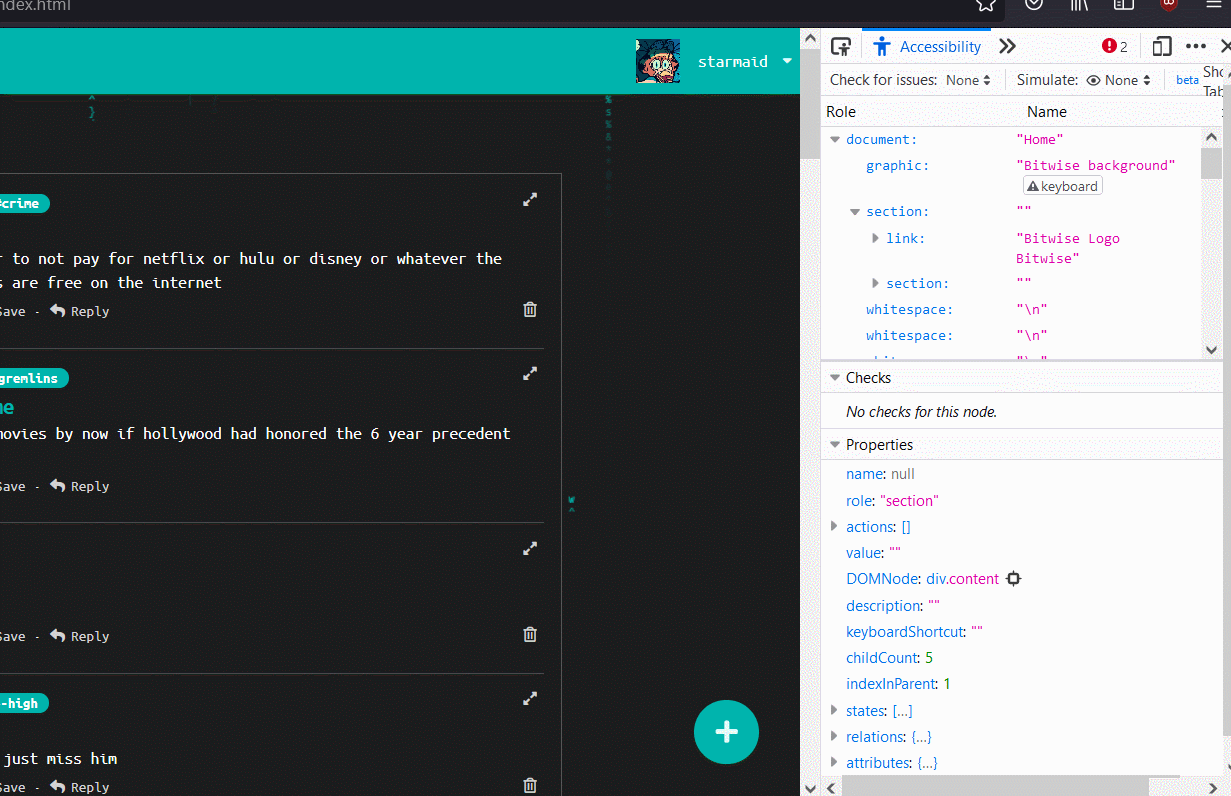 ndex.html
starmaid
Accessibility
2
Check for issues: None
Simulate: None
beta
Role
Name
document: "Home"
graphic: "Bitwise background"
keyboard
section: ""
link: "Bitwise Logo
Bitwise"
section: ""
whitespace: "\n"
whitespace: "\n"
Checks
No checks for this node.
Properties
name: null
role: "section"
actions: []
value: ""
DOMNode: div.content
description: ""
keyboardShortcut: ""
childCount: 5
indexInParent: 1
states: […]
relations: {…}
attributes: {…}
}
%
s
%
#crime
r to not pay for netflix or hulu or disney or whatever the
s are free on the internet
Save - Reply
gremlins
me
movies by now if hollywood had honored the 6 year precedent
Save - Reply
W
^
Save - Reply
-high
just miss him
Save - Reply
+